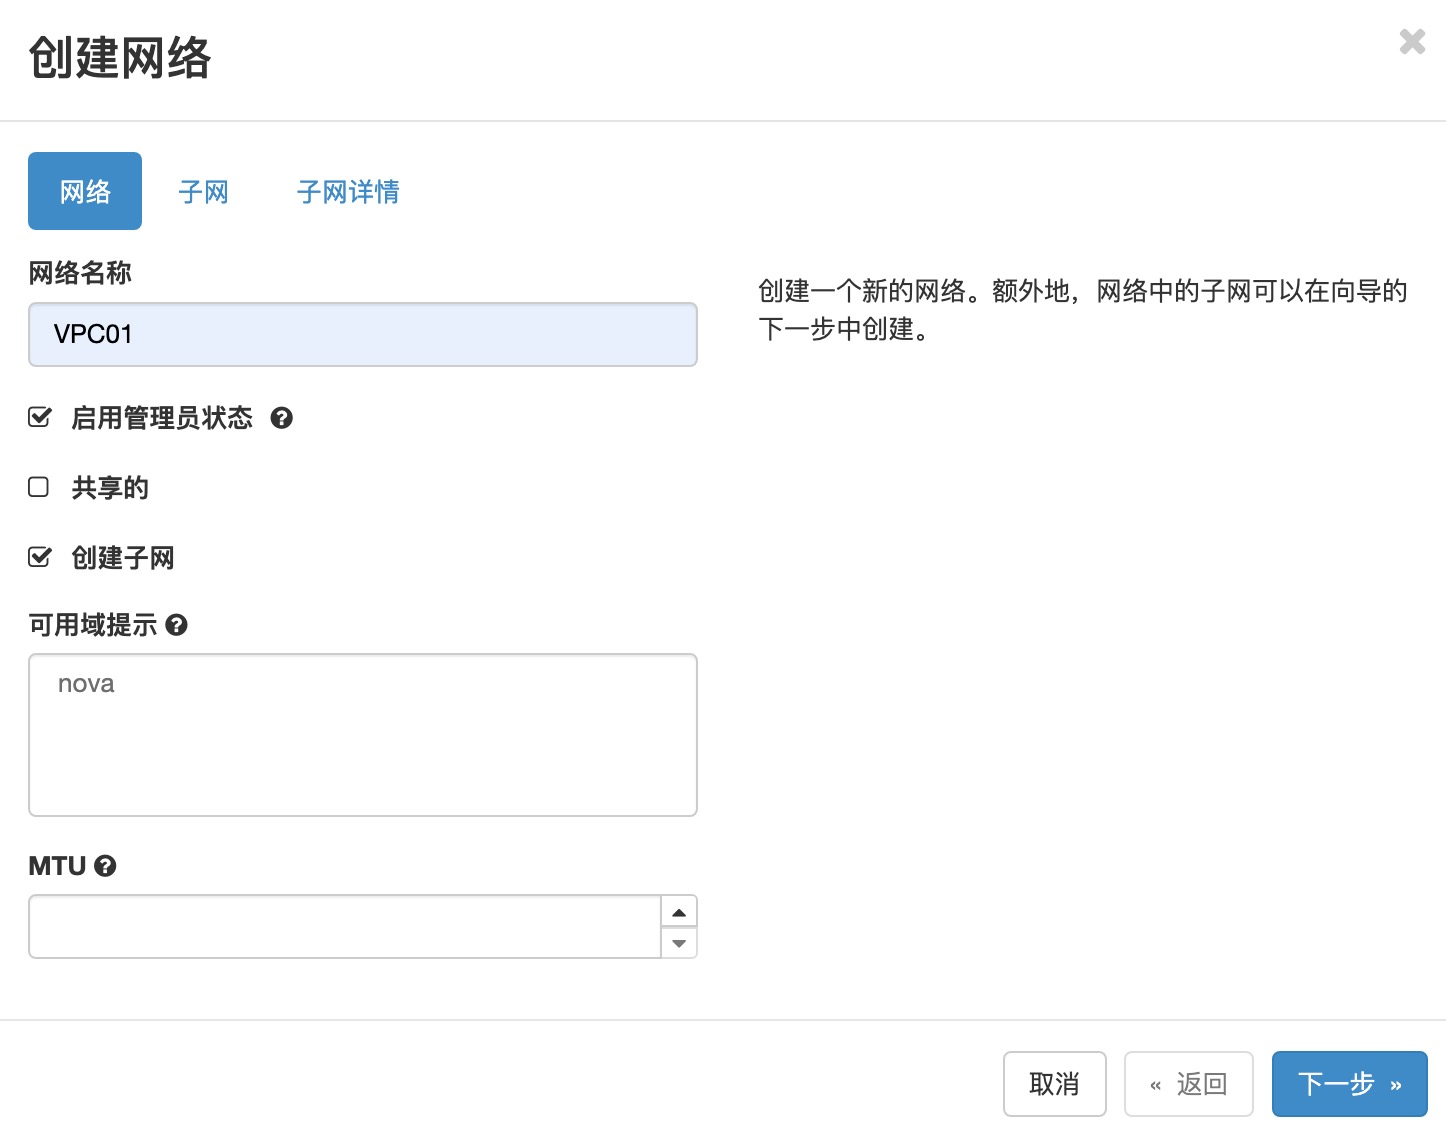 创建网络
网络 子网 子网详情
网络名称
VPC01
创建一个新的网络。额外地，网络中的子网可以在向导的
下一步中创建。
启用管理员状态
共享的
创建子网
可用域提示
nova
MTU
取消 « 返回 下一步 »